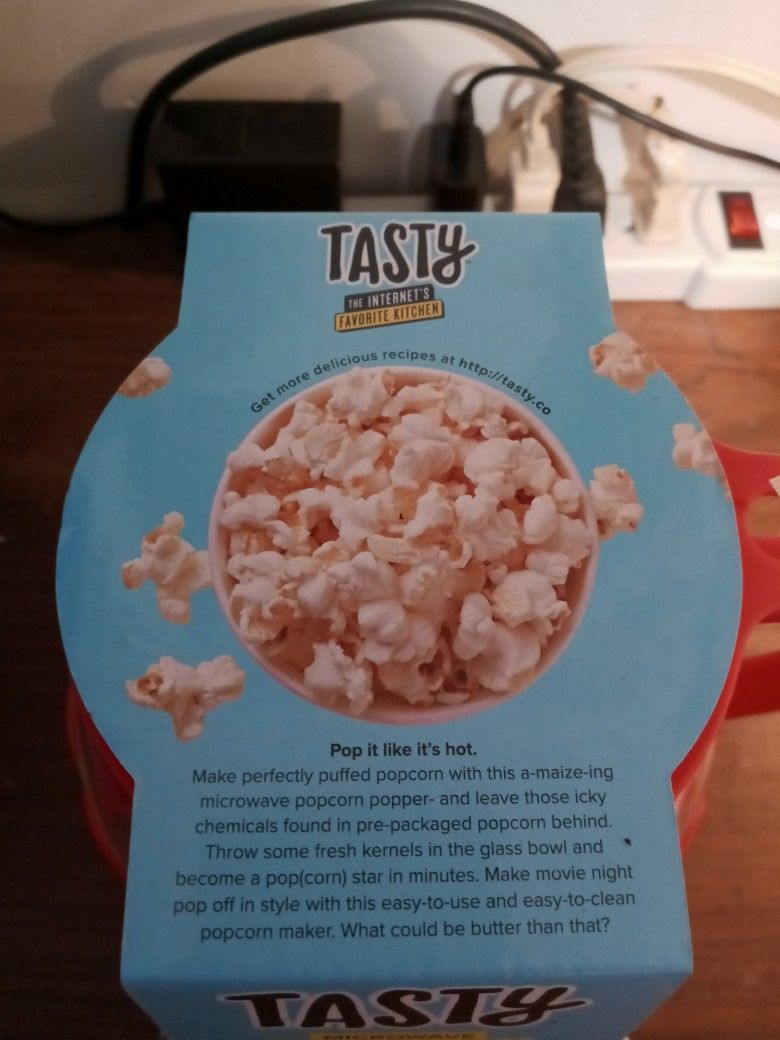 TASTY
THE INTERNET'S
FAVORITE KITCHEN
Get more delicious recipes at http://tasty.co
Pop it like it's hot.
Make perfectly puffed popcorn with this a-maize-ing
microwave popcorn popper- and leave those icky
chemicals found in pre-packaged popcorn behind.
Throw some fresh kernels in the glass bowl and
become a pop(corn) star in minutes. Make movie night
pop off in style with this easy-to-use and easy-to-clean
popcorn maker. What could be butter than that?
TASTY
MICROWAVE